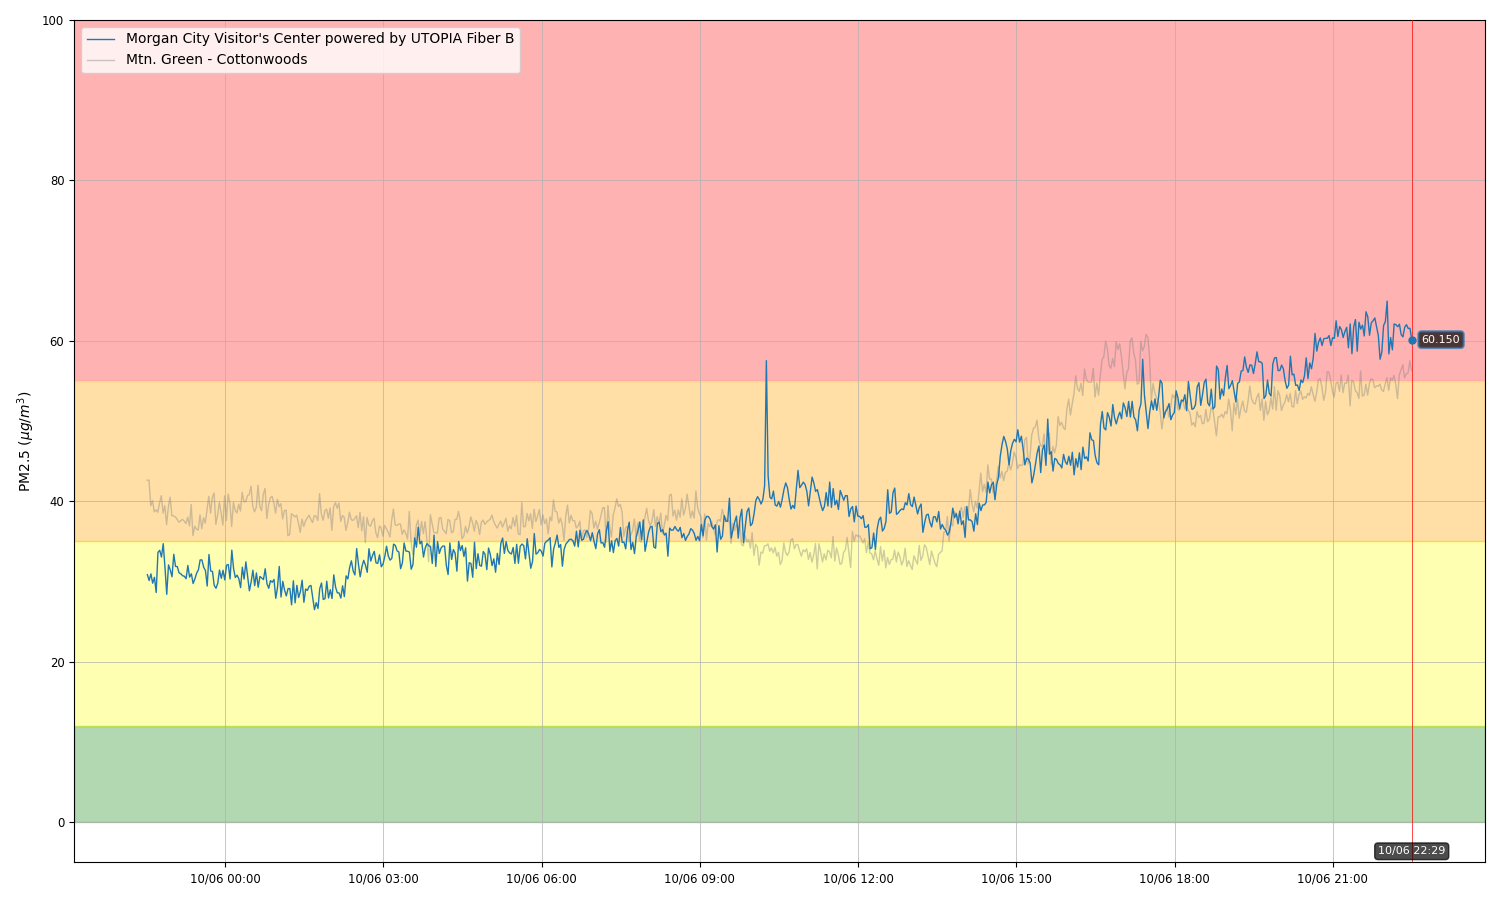 100
Morgan City Visitor's Center powered by UTOPIA Fiber B
Mtn. Green - Cottonwoods
80
60
60.150
PM2.5 (μg/m³)
40
20
0
10/06 22:29
10/06 00:00 10/06 03:00 10/06 06:00 10/06 09:00 10/06 12:00 10/06 15:00 10/06 18:00 10/06 21:00